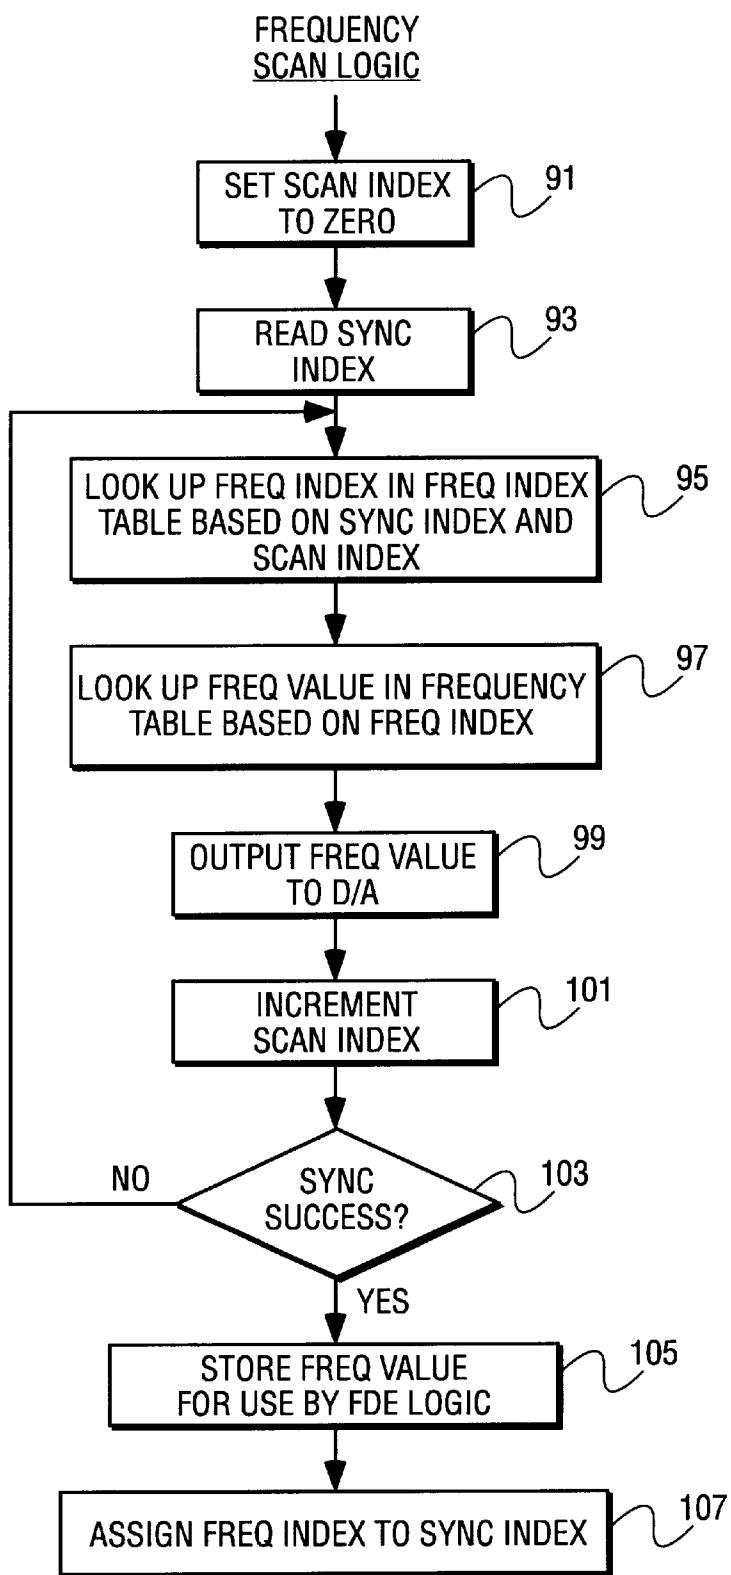 FREQUENCY
SCAN LOGIC
SET SCAN INDEX
TO ZERO
91
READ SYNC
INDEX
93
LOOK UP FREQ INDEX IN FREQ INDEX
TABLE BASED ON SYNC INDEX AND
SCAN INDEX
95
LOOK UP FREQ VALUE IN FREQUENCY
TABLE BASED ON FREQ INDEX
97
OUTPUT FREQ VALUE
TO D/A
99
INCREMENT
SCAN INDEX
101
NO
SYNC
SUCCESS?
103
YES
STORE FREQ VALUE
FOR USE BY FDE LOGIC
105
ASSIGN FREQ INDEX TO SYNC INDEX
107